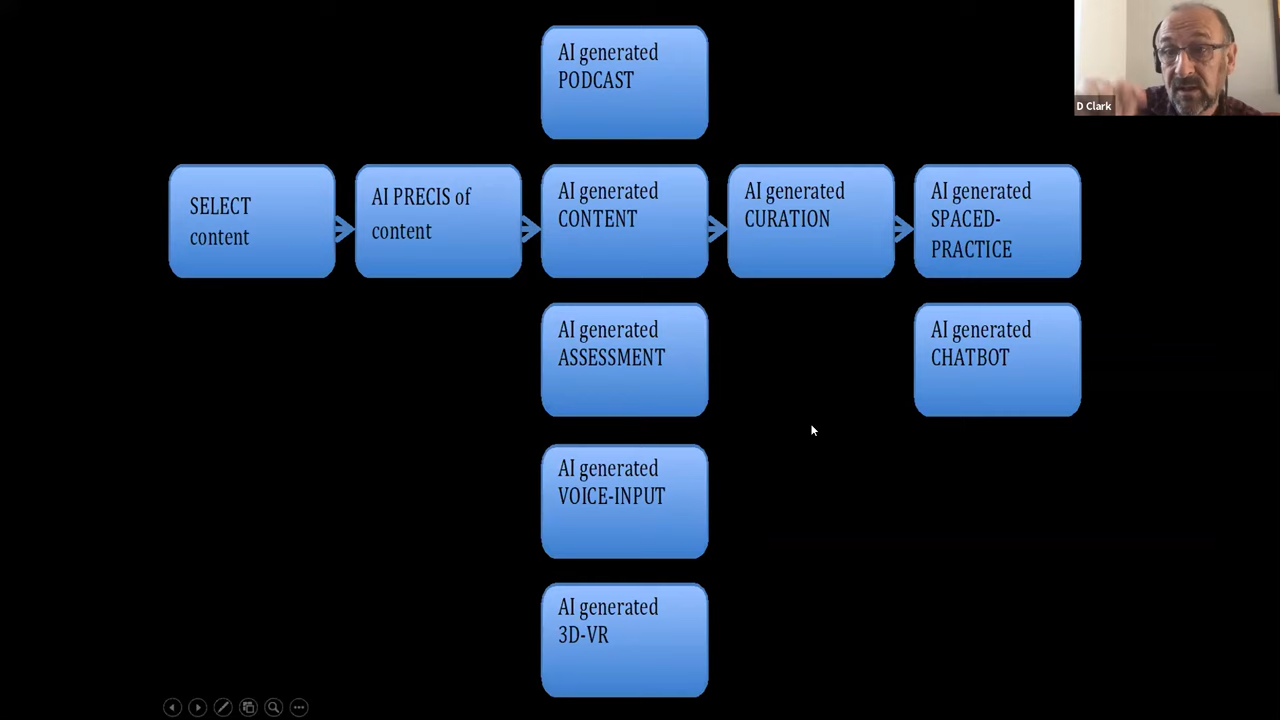 AI generated
PODCAST
D Clark
SELECT
content
AI PRECIS of
content
AI generated
CONTENT
AI generated
CURATION
AI generated
SPACED-
PRACTICE
AI generated
ASSESSMENT
AI generated
CHATBOT
AI generated
VOICE-INPUT
AI generated
3D-VR